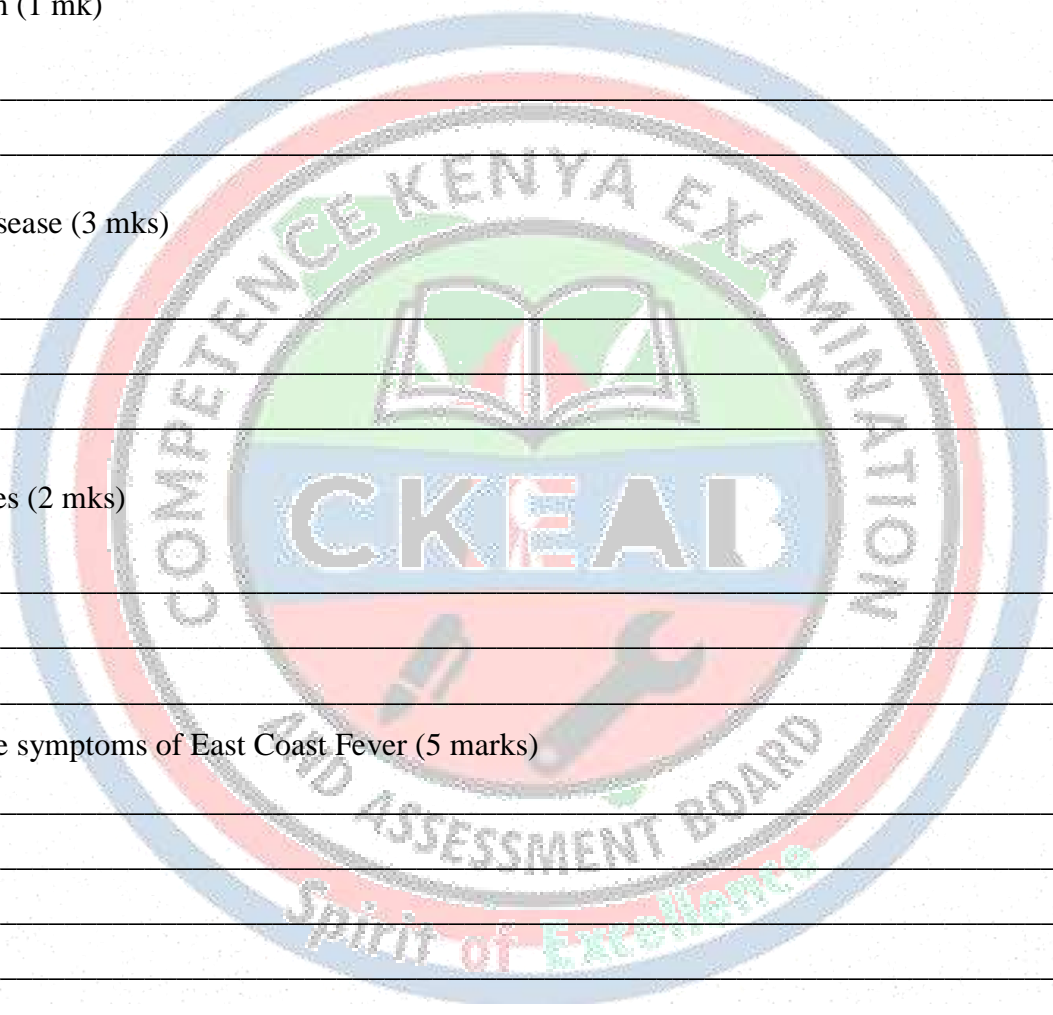 (1 mk)
COMPETENCE KENYA EXAMINATION
sease (3 mks)
es (2 mks)
CKEAB
e symptoms of East Coast Fever (5 marks)
AND ASSESSMENT BOARD
Spirit of Excellence